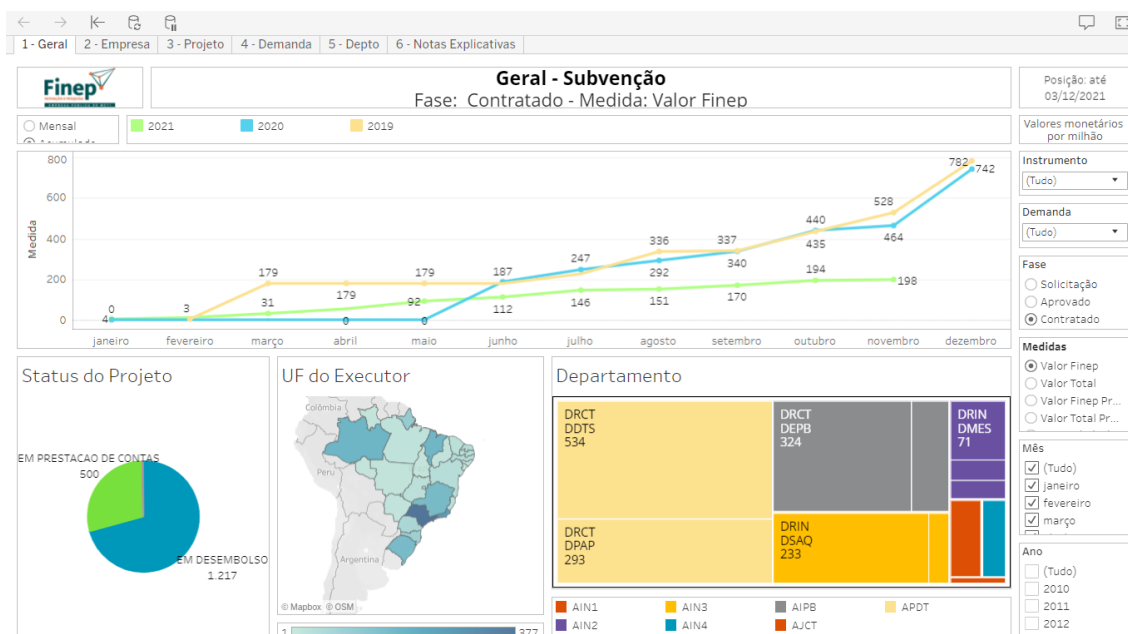 1 - Geral
2 - Empresa
3 - Projeto
4 - Demanda
5 - Depto
6 - Notas Explicativas
Finep
Geral - Subvenção
Fase: Contratado - Medida: Valor Finep
Posição: até
03/12/2021
Mensal
Acumulado
2021
2020
2019
Valores monetários
por milhão
800
600
400
200
0
Medida
0
4
3
179
31
179
0
179
92
0
187
112
247
146
336
292
151
337
340
170
440
435
194
528
464
198
782
742
janeiro
fevereiro
março
abril
maio
junho
julho
agosto
setembro
outubro
novembro
dezembro
Instrumento
(Tudo)
Demanda
(Tudo)
Fase
Solicitação
Aprovado
Contratado
Medidas
Valor Finep
Valor Total
Valor Finep Pr...
Valor Total Pr...
Mês
(Tudo)
janeiro
fevereiro
março
Ano
(Tudo)
2010
2011
2012
Status do Projeto
EM PRESTACAO DE CONTAS
500
EM DESEMBOLSO
1.217
UF do Executor
Colômbia
Peru
Argentina
© Mapbox © OSM
1
377
Departamento
DRCT
DDTS
534
DRCT
DPAP
293
DRCT
DEPB
324
DRIN
DSAQ
233
DRIN
DMES
71
AIN1
AIN3
AIPB
APDT
AIN2
AIN4
AJCT